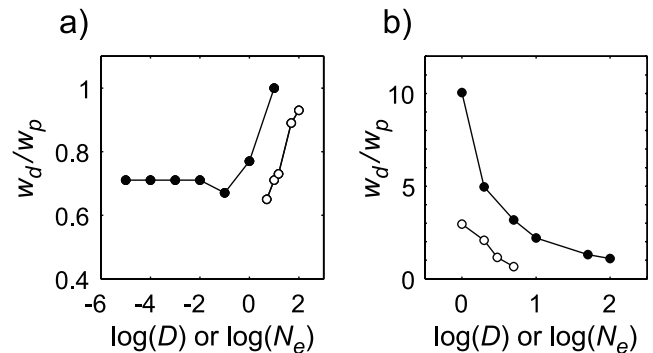 a)
b)
w_d/w_p
1
0.8
0.6
0.4
-6 -4 -2 0 2
log(D) or log(N_e)
w_d/w_p
10
5
0
0 1 2
log(D) or log(N_e)